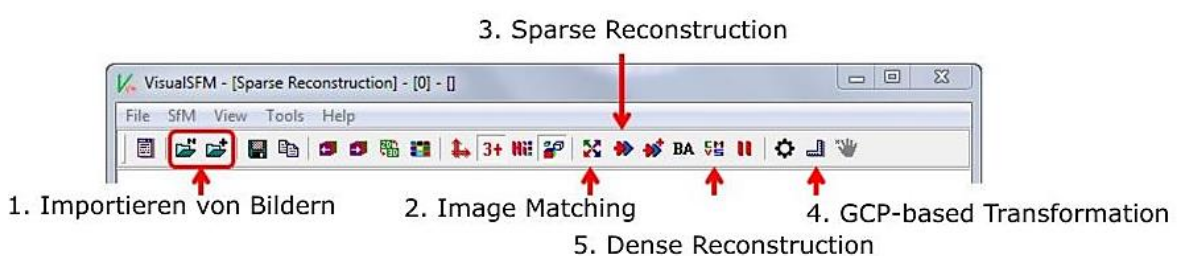 3. Sparse Reconstruction
VisualSFM - [Sparse Reconstruction] - [0] - []
File SfM View Tools Help
3+ BA
1. Importieren von Bildern
2. Image Matching
4. GCP-based Transformation
5. Dense Reconstruction